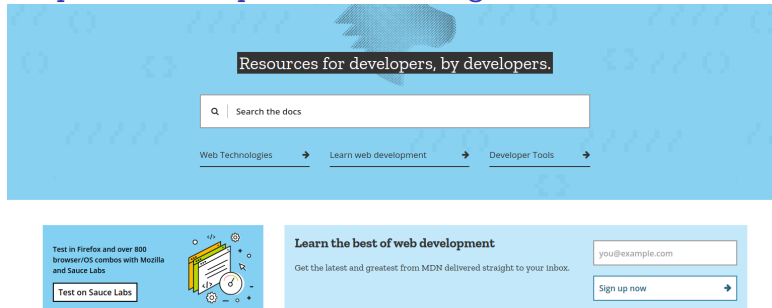 Resources for developers, by developers.
Search the docs
Web Technologies
Learn web development
Developer Tools
Test in Firefox and over 800
browser/OS combos with Mozilla
and Sauce Labs
Test on Sauce Labs
Learn the best of web development
Get the latest and greatest from MDN delivered straight to your inbox.
you@example.com
Sign up now